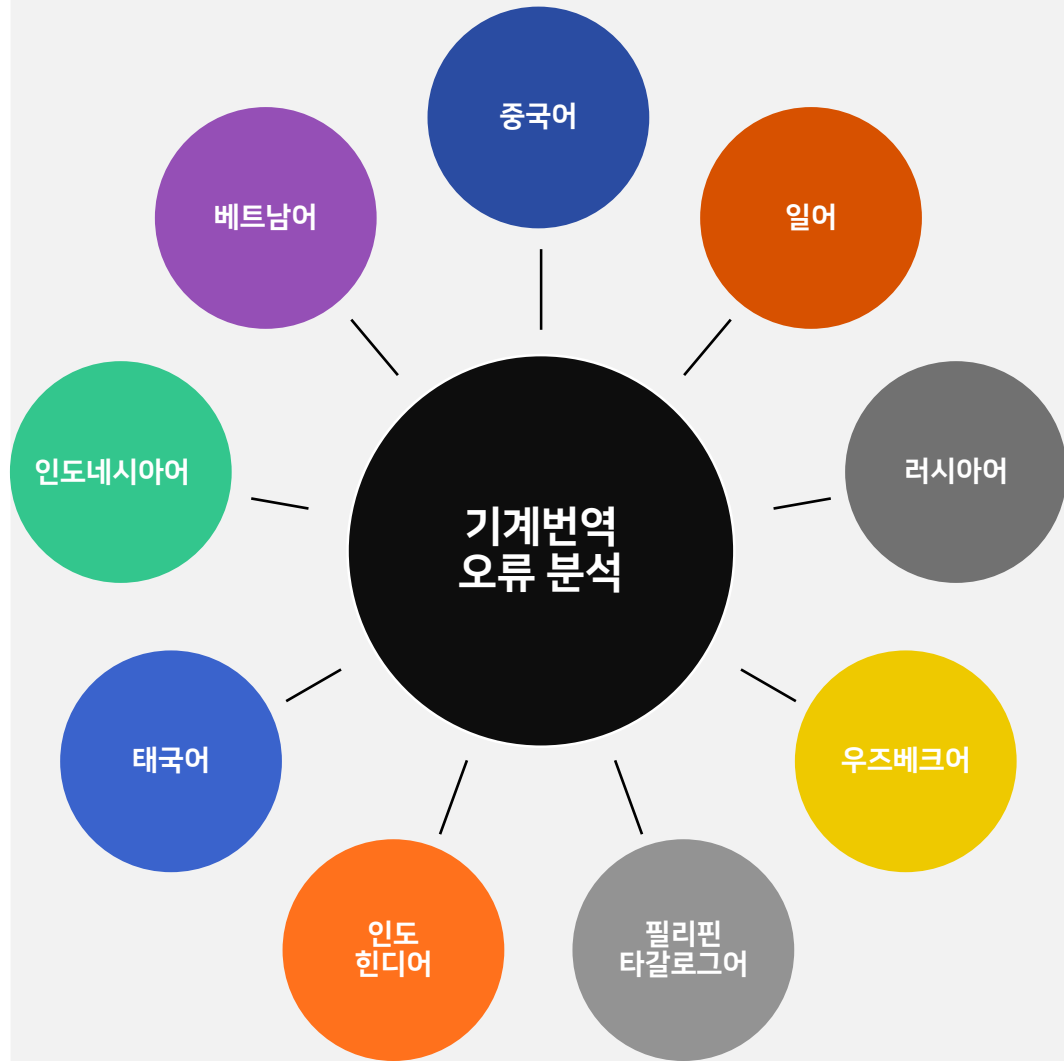 중국어
베트남어
일어
인도네시아어
러시아어
기계번역
오류 분석
태국어
우즈베크어
인도
힌디어
필리핀
타갈로그어